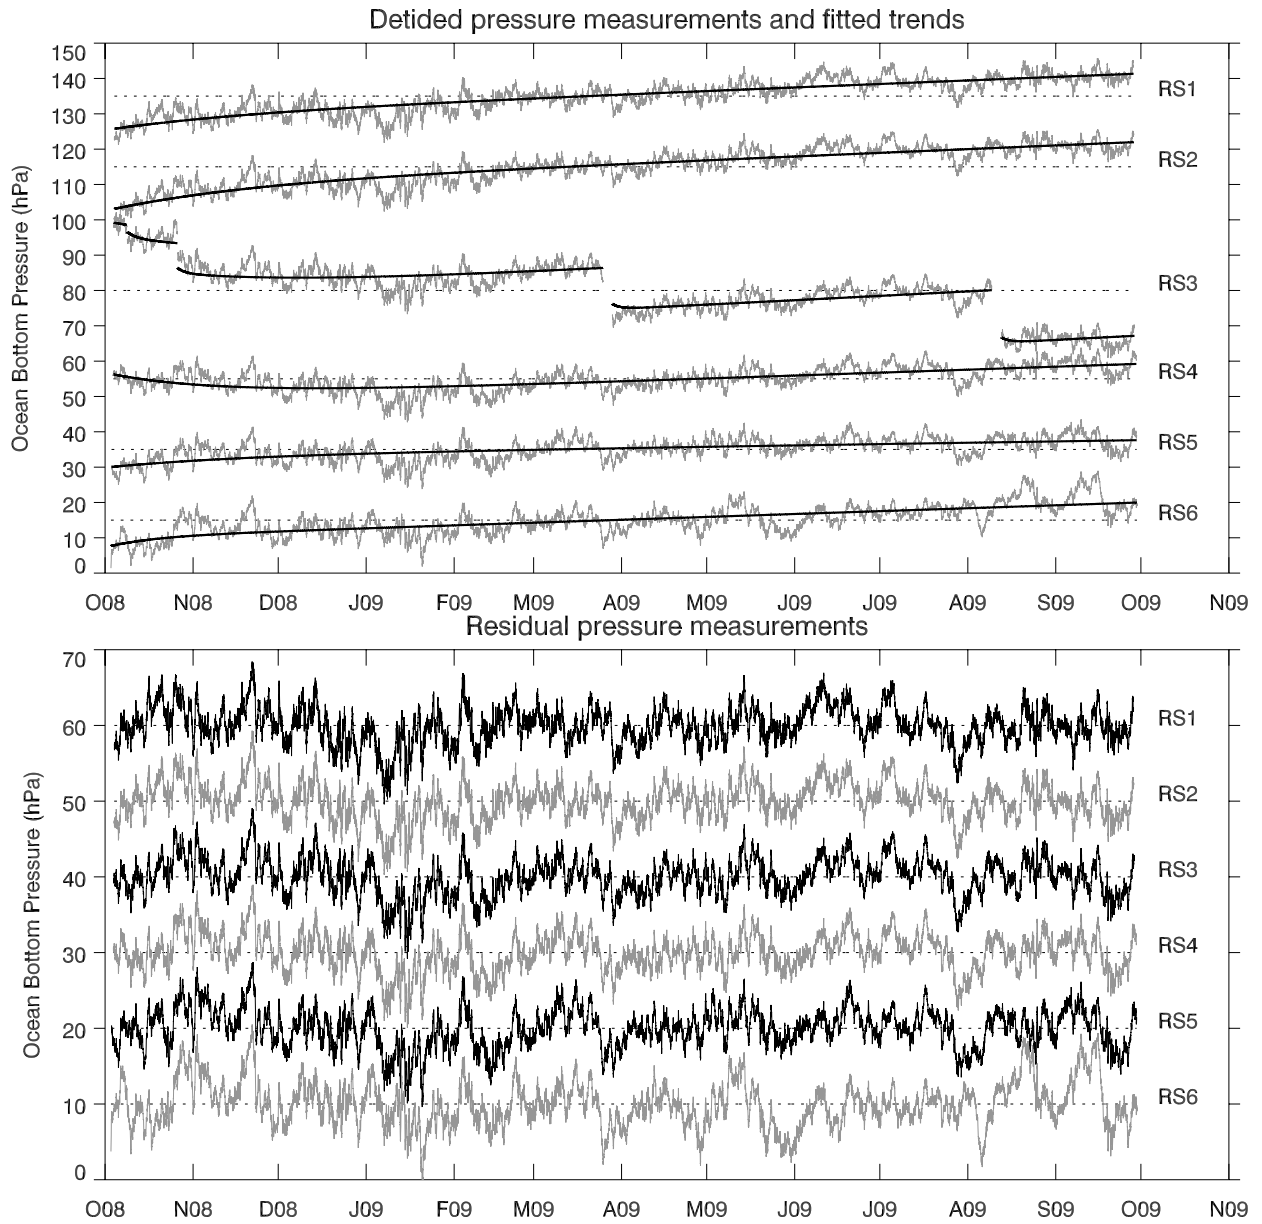 Detided pressure measurements and fitted trends
150
140
130
120
110
100
90
80
70
60
50
40
30
20
10
0
Ocean Bottom Pressure (hPa)
RS1
RS2
RS3
RS4
RS5
RS6
O08 N08 D08 J09 F09 M09 A09 M09 J09 J09 A09 S09 O09 N09
Residual pressure measurements
70
60
50
40
30
20
10
0
Ocean Bottom Pressure (hPa)
RS1
RS2
RS3
RS4
RS5
RS6
O08 N08 D08 J09 F09 M09 A09 M09 J09 J09 A09 S09 O09 N09